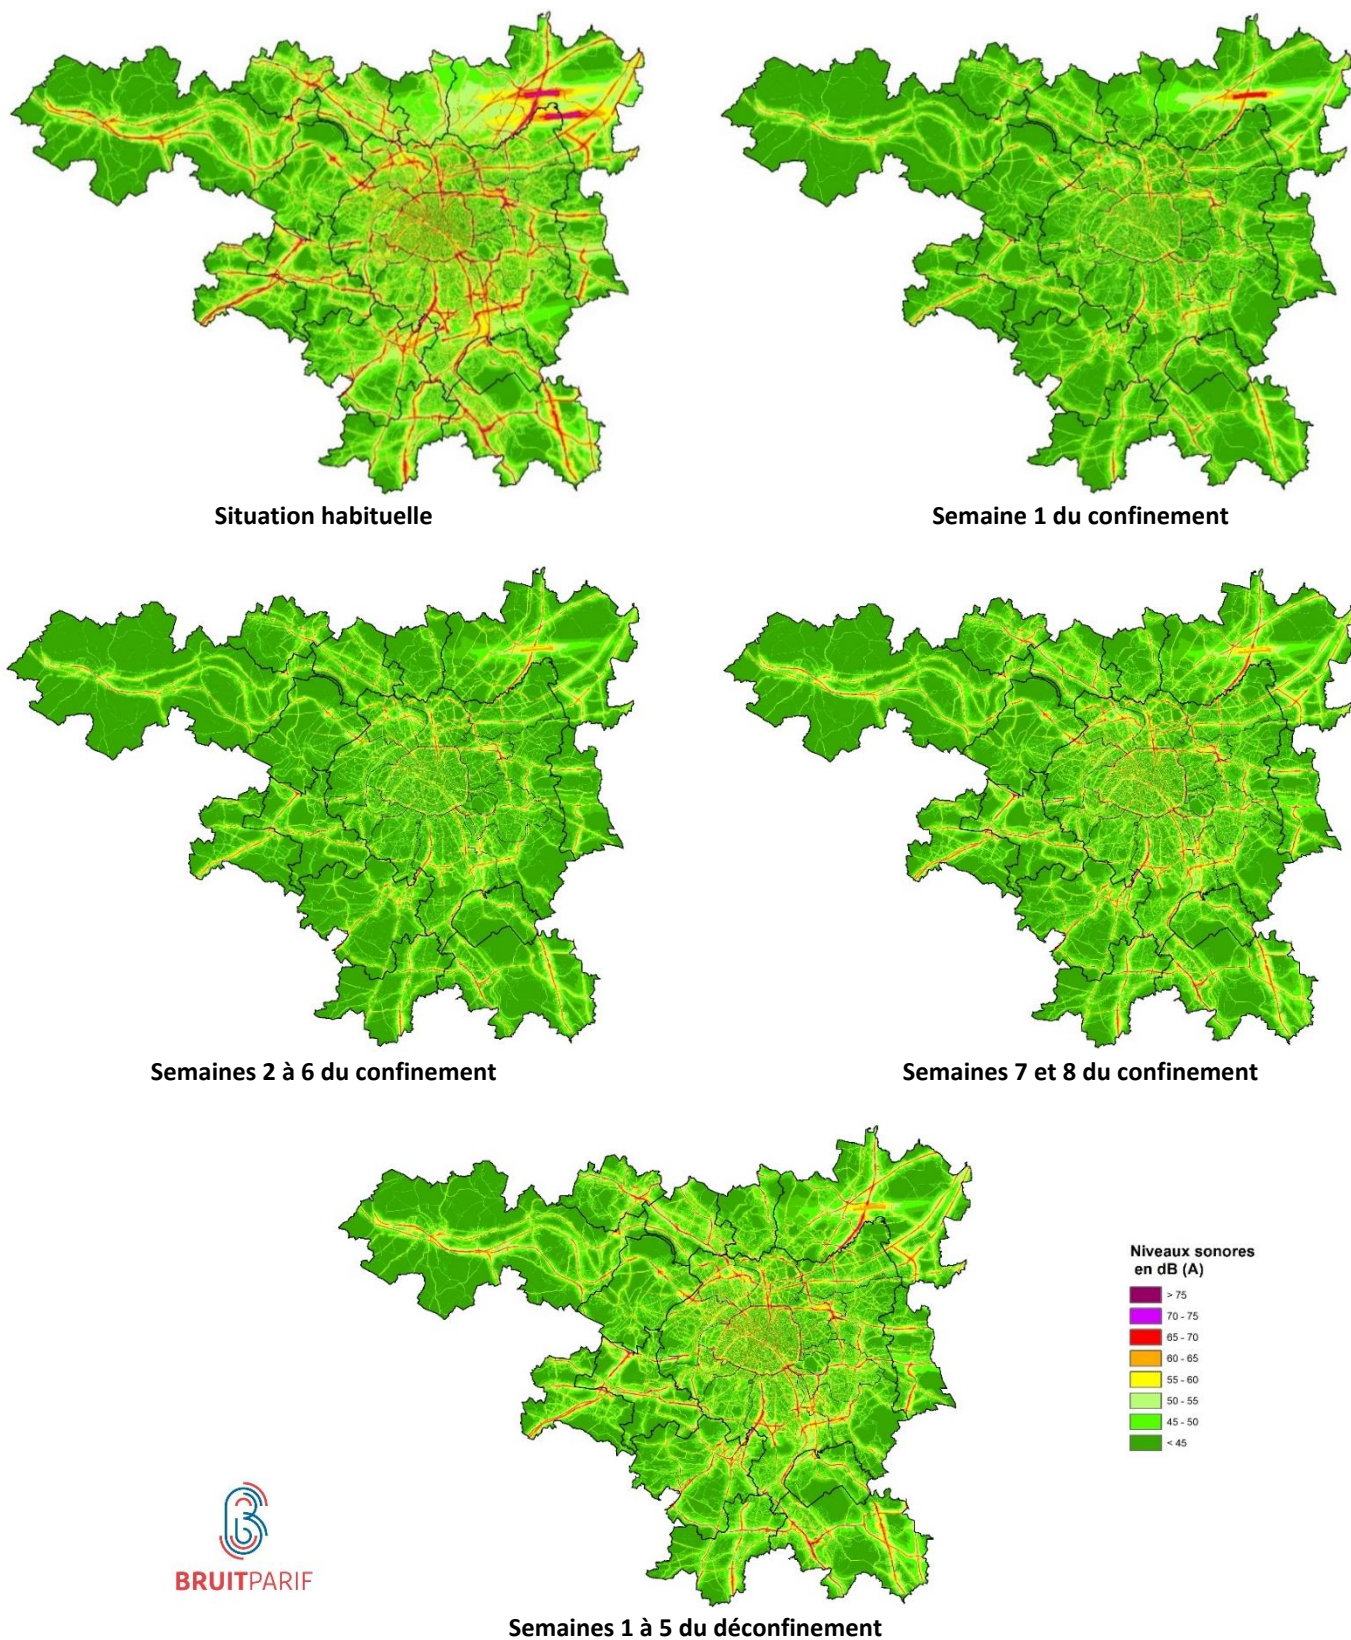 Situation habituelle
Semaine 1 du confinement
Semaines 2 à 6 du confinement
Semaines 7 et 8 du confinement
Niveaux sonores
en dB (A)
> 75
70 - 75
65 - 70
60 - 65
55 - 60
50 - 55
45 - 50
< 45
BRUITPARIF
Semaines 1 à 5 du déconfinement